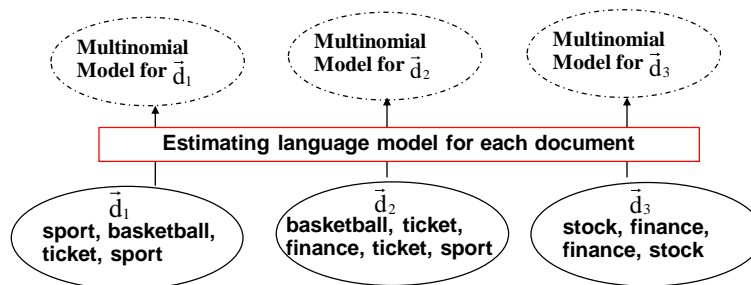 Multinomial
Model for d⃗1
Multinomial
Model for d⃗2
Multinomial
Model for d⃗3
Estimating language model for each document
d⃗1
sport, basketball,
ticket, sport
d⃗2
basketball, ticket,
finance, ticket, sport
d⃗3
stock, finance,
finance, stock